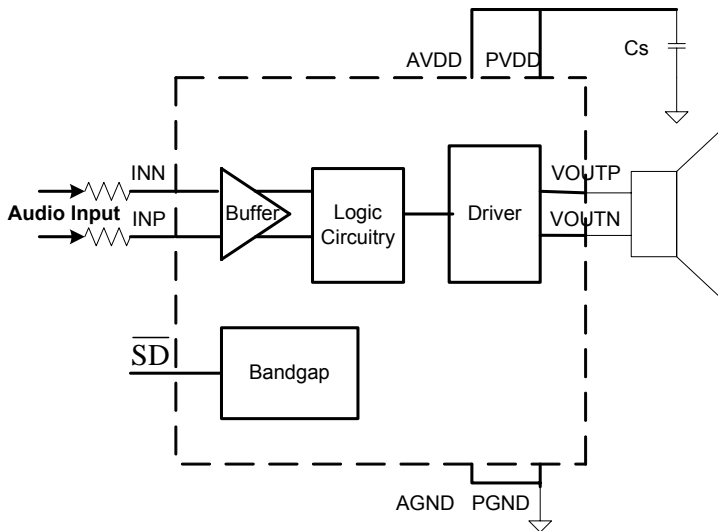 AVDD PVDD
Cs
INN
Audio Input
INP
Buffer
Logic
Circuitry
Driver
VOUTP
VOUTN
SD
Bandgap
AGND PGND